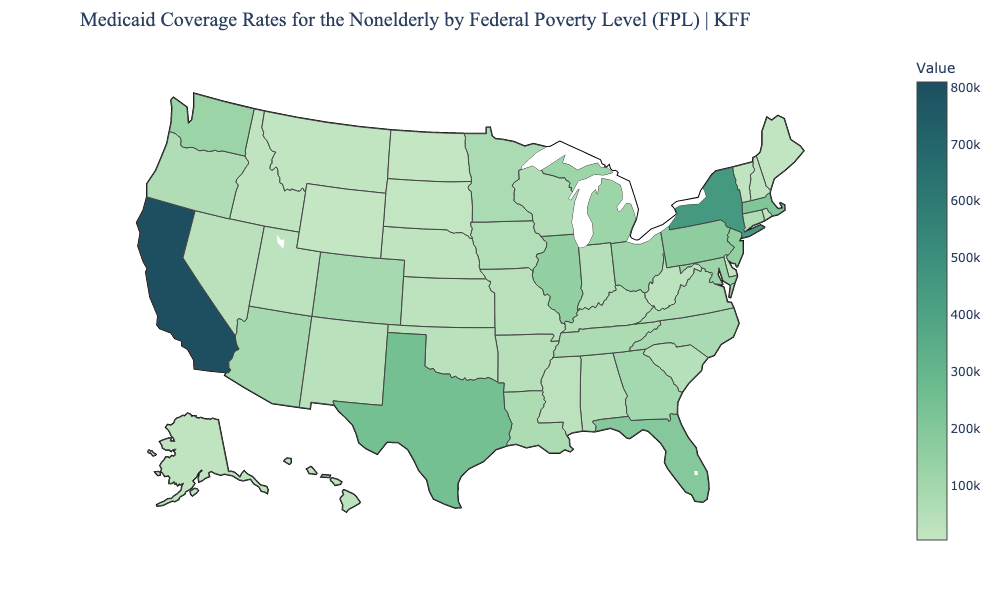 Medicaid Coverage Rates for the Nonelderly by Federal Poverty Level (FPL) | KFF
Value
800k
700k
600k
500k
400k
300k
200k
100k